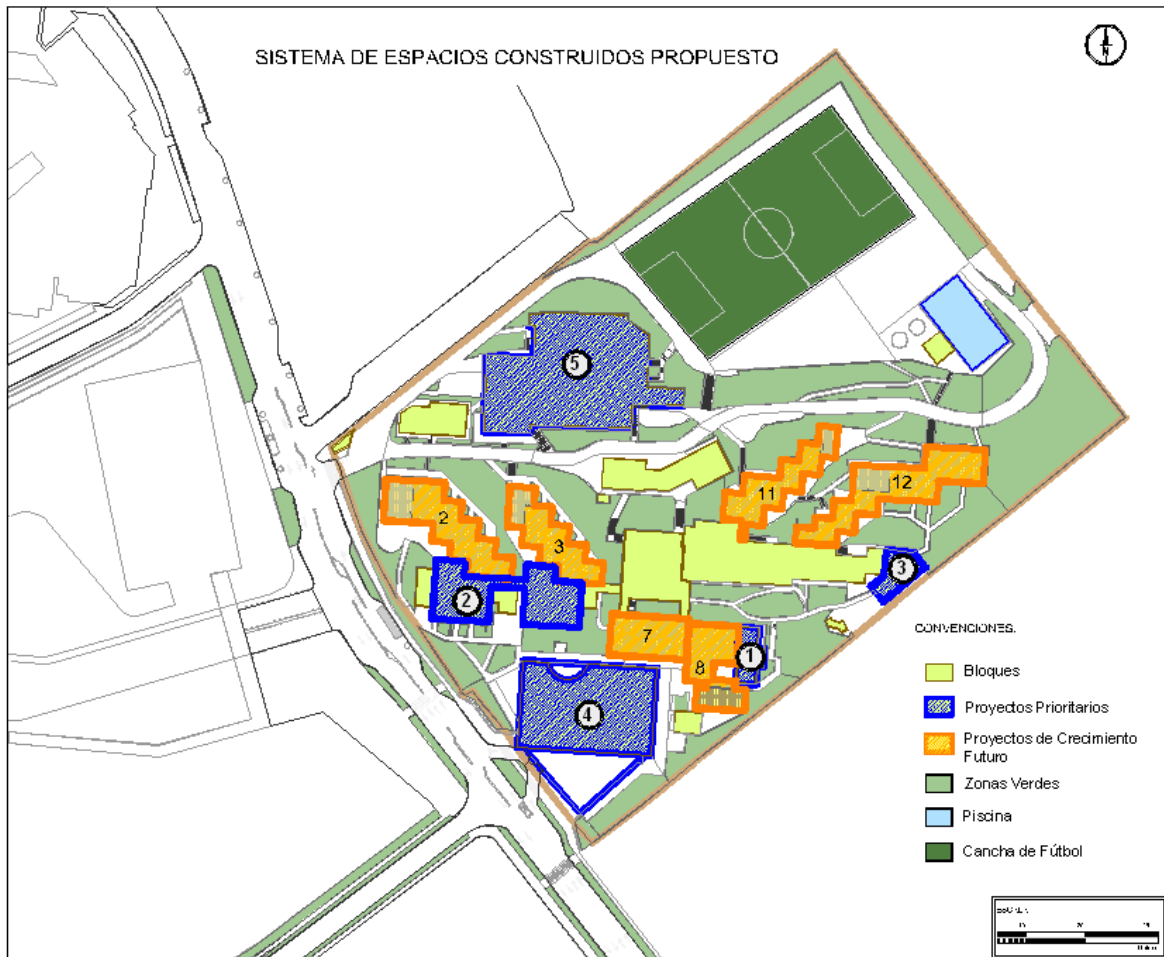 SISTEMA DE ESPACIOS CONSTRUIDOS PROPUESTO
N
5
11
12
2
3
3
2
7
1
8
4
CONVENCIONES:
Bloques
Proyectos Prioritarios
Proyectos de Crecimiento
Futuro
Zonas Verdes
Piscina
Cancha de Fútbol